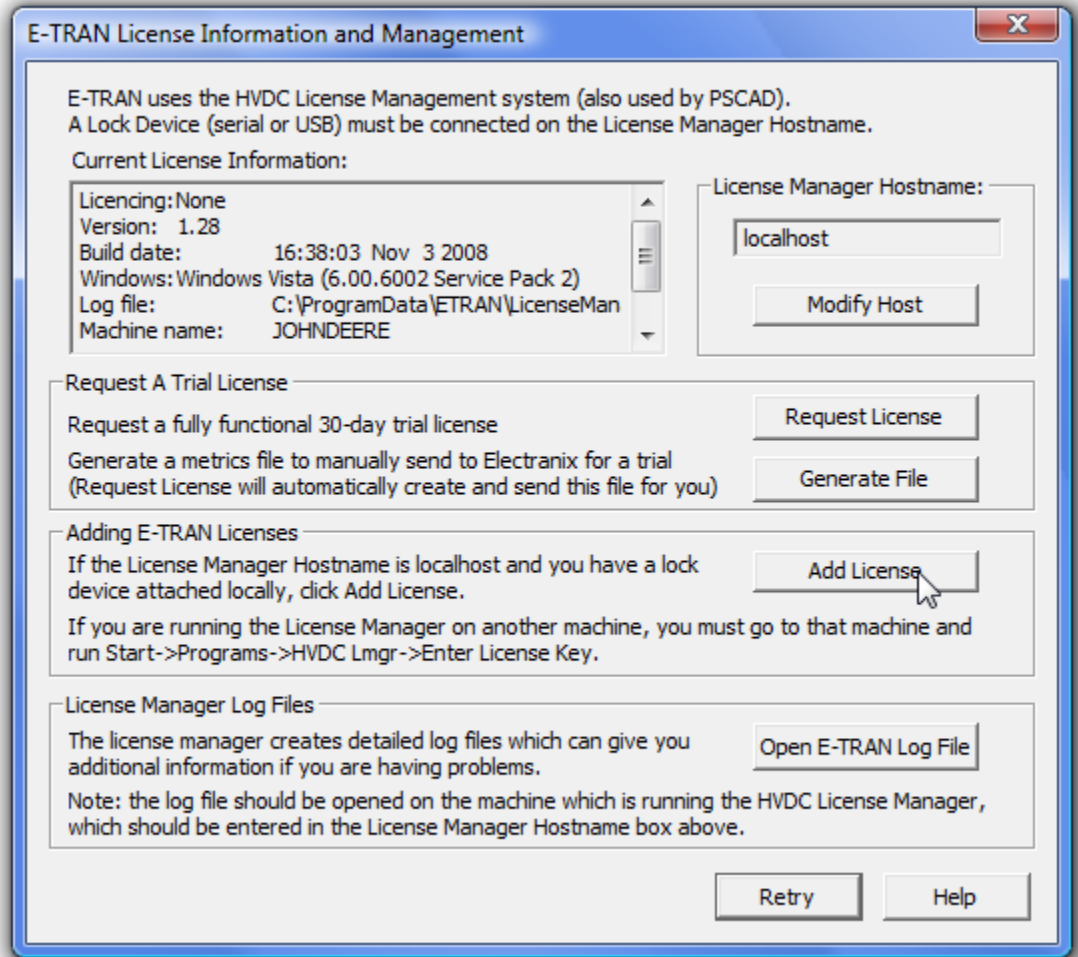 E-TRAN License Information and Management
E-TRAN uses the HVDC License Management system (also used by PSCAD).
A Lock Device (serial or USB) must be connected on the License Manager Hostname.
Current License Information:
Licencing: None
Version: 1.28
Build date: 16:38:03 Nov 3 2008
Windows: Windows Vista (6.00.6002 Service Pack 2)
Log file: C:\ProgramData\ETRAN\LicenseMan
Machine name: JOHNDEERE
License Manager Hostname:
localhost
Modify Host
Request A Trial License
Request a fully functional 30-day trial license
Request License
Generate a metrics file to manually send to Electranix for a trial
(Request License will automatically create and send this file for you)
Generate File
Adding E-TRAN Licenses
If the License Manager Hostname is localhost and you have a lock
device attached locally, click Add License.
Add License
If you are running the License Manager on another machine, you must go to that machine and
run Start->Programs->HVDC Lmgr->Enter License Key.
License Manager Log Files
The license manager creates detailed log files which can give you
additional information if you are having problems.
Open E-TRAN Log File
Note: the log file should be opened on the machine which is running the HVDC License Manager,
which should be entered in the License Manager Hostname box above.
Retry
Help